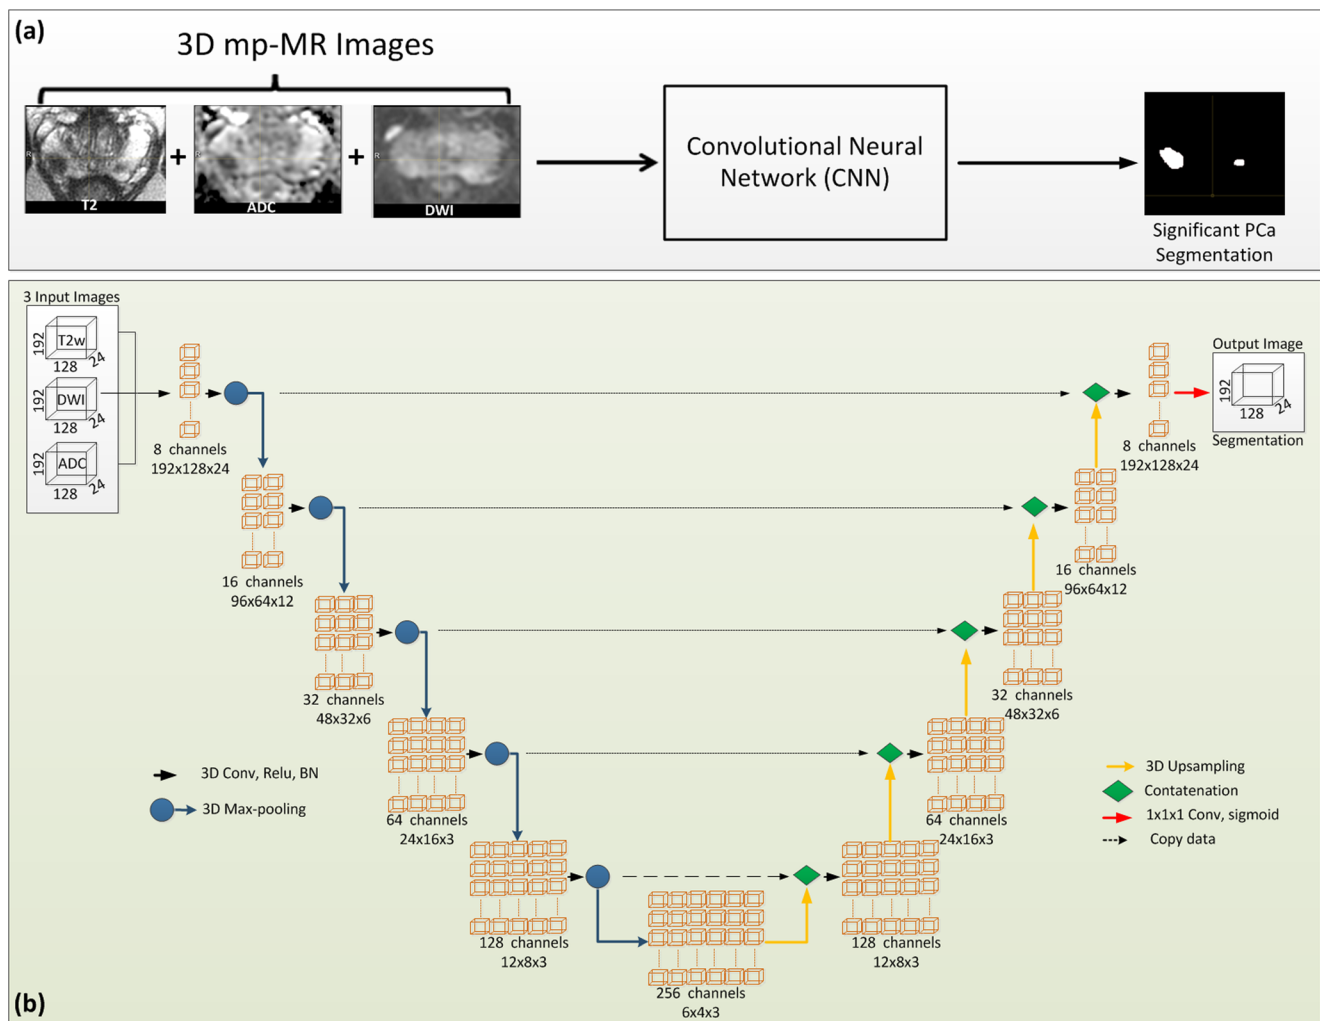 (a)
3D mp-MR Images
R
T2
+
ADC
+
R
DWI
Convolutional Neural
Network (CNN)
Significant PCa
Segmentation
3 Input Images
192
T2w
128
24
192
DWI
128
24
192
ADC
128
24
8 channels
192x128x24
16 channels
96x64x12
32 channels
48x32x6
64 channels
24x16x3
128 channels
12x8x3
256 channels
6x4x3
128 channels
12x8x3
64 channels
24x16x3
32 channels
48x32x6
16 channels
96x64x12
8 channels
192x128x24
Output Image
192
128
24
Segmentation
3D Conv, Relu, BN
3D Max-pooling
3D Upsampling
Contatenation
1x1x1 Conv, sigmoid
Copy data
(b)